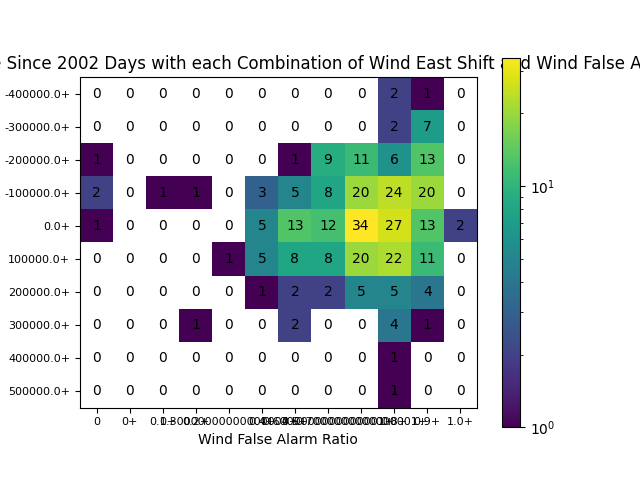 Since 2002 Days with each Combination of Wind East Shift and Wind False
-400000.0+ 0 0 0 0 0 0 0 0 0 2 1 0
-300000.0+ 0 0 0 0 0 0 0 0 0 2 7 0
-200000.0+ 1 0 0 0 0 0 1 9 11 6 13 0
-100000.0+ 2 0 1 1 0 3 5 8 20 24 20 0
0.0+ 1 0 0 0 0 5 13 12 34 27 13 2
100000.0+ 0 0 0 0 1 5 8 8 20 22 11 0
200000.0+ 0 0 0 0 0 1 2 2 5 5 4 0
300000.0+ 0 0 0 1 0 0 2 0 0 4 1 0
400000.0+ 0 0 0 0 0 0 0 0 0 1 0 0
500000.0+ 0 0 0 0 0 0 0 0 0 1 0 0
0 0+ 1.0+
Wind False Alarm Ratio
10¹
10⁰